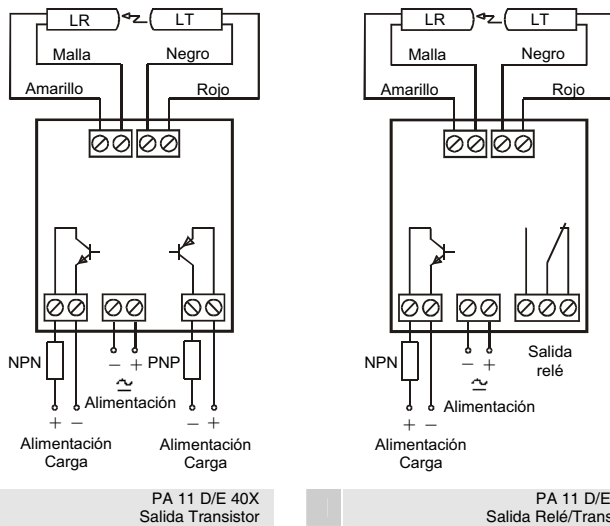 LR LT
Malla Negro
Amarillo Rojo
NPN
− + PNP
Alimentación
+ − − +
Alimentación Alimentación
Carga Carga
PA 11 D/E 40X
Salida Transistor
LR LT
Malla Negro
Amarillo Rojo
NPN
− +
Salida
relé
Alimentación
+ −
Alimentación
Carga
PA 11 D/E
Salida Relé/Trans